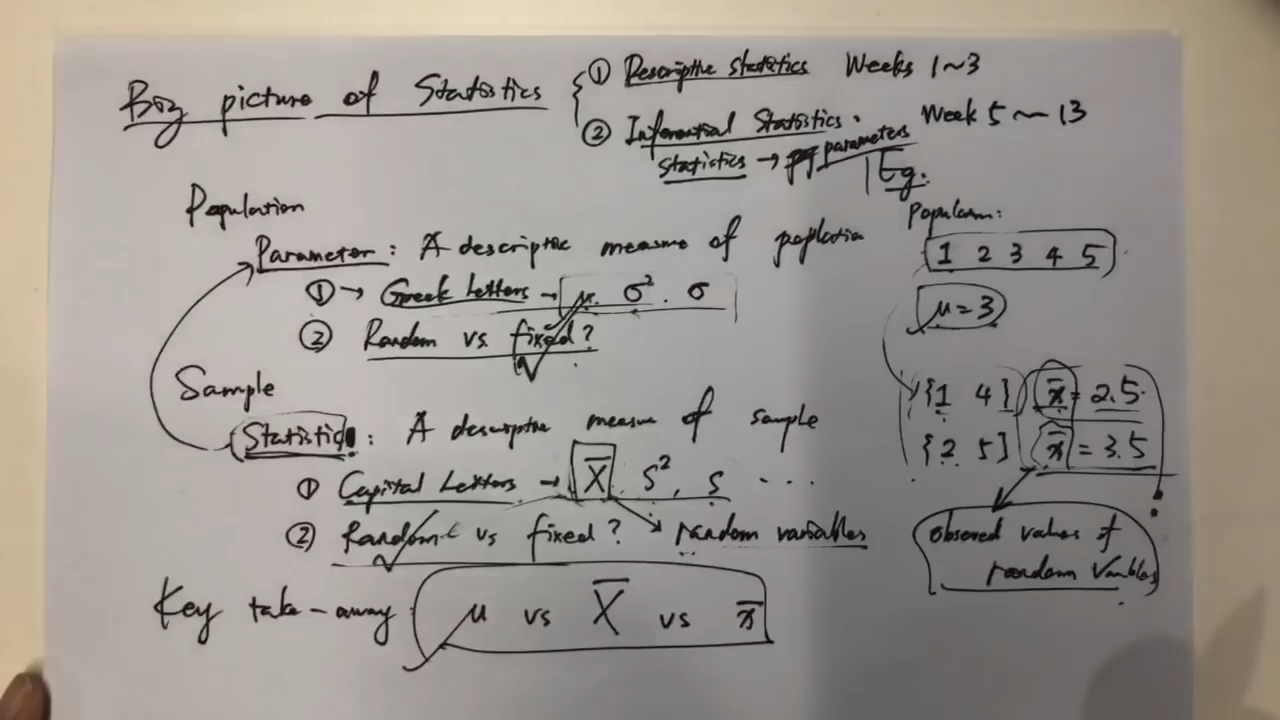 Big picture of Statistics
① Descriptive Statistics Weeks 1~3
② Inferential Statistics. Week 5 ~ 13
Statistics → parameters
Eg.
Population
Population:
1 2 3 4 5
Parameter: A descriptive measure of population
① → Greek Letters → μ. σ². σ
μ = 3
② Random vs fixed?
Sample
{1 4} x̄ = 2.5
Statistic: A descriptive measure of sample
{2 5} x̄ = 3.5
① Capital Letters → X̄ S², S ...
② Random vs fixed? random variables
observed values of
random variables
Key take-away: μ vs X̄ vs x̄